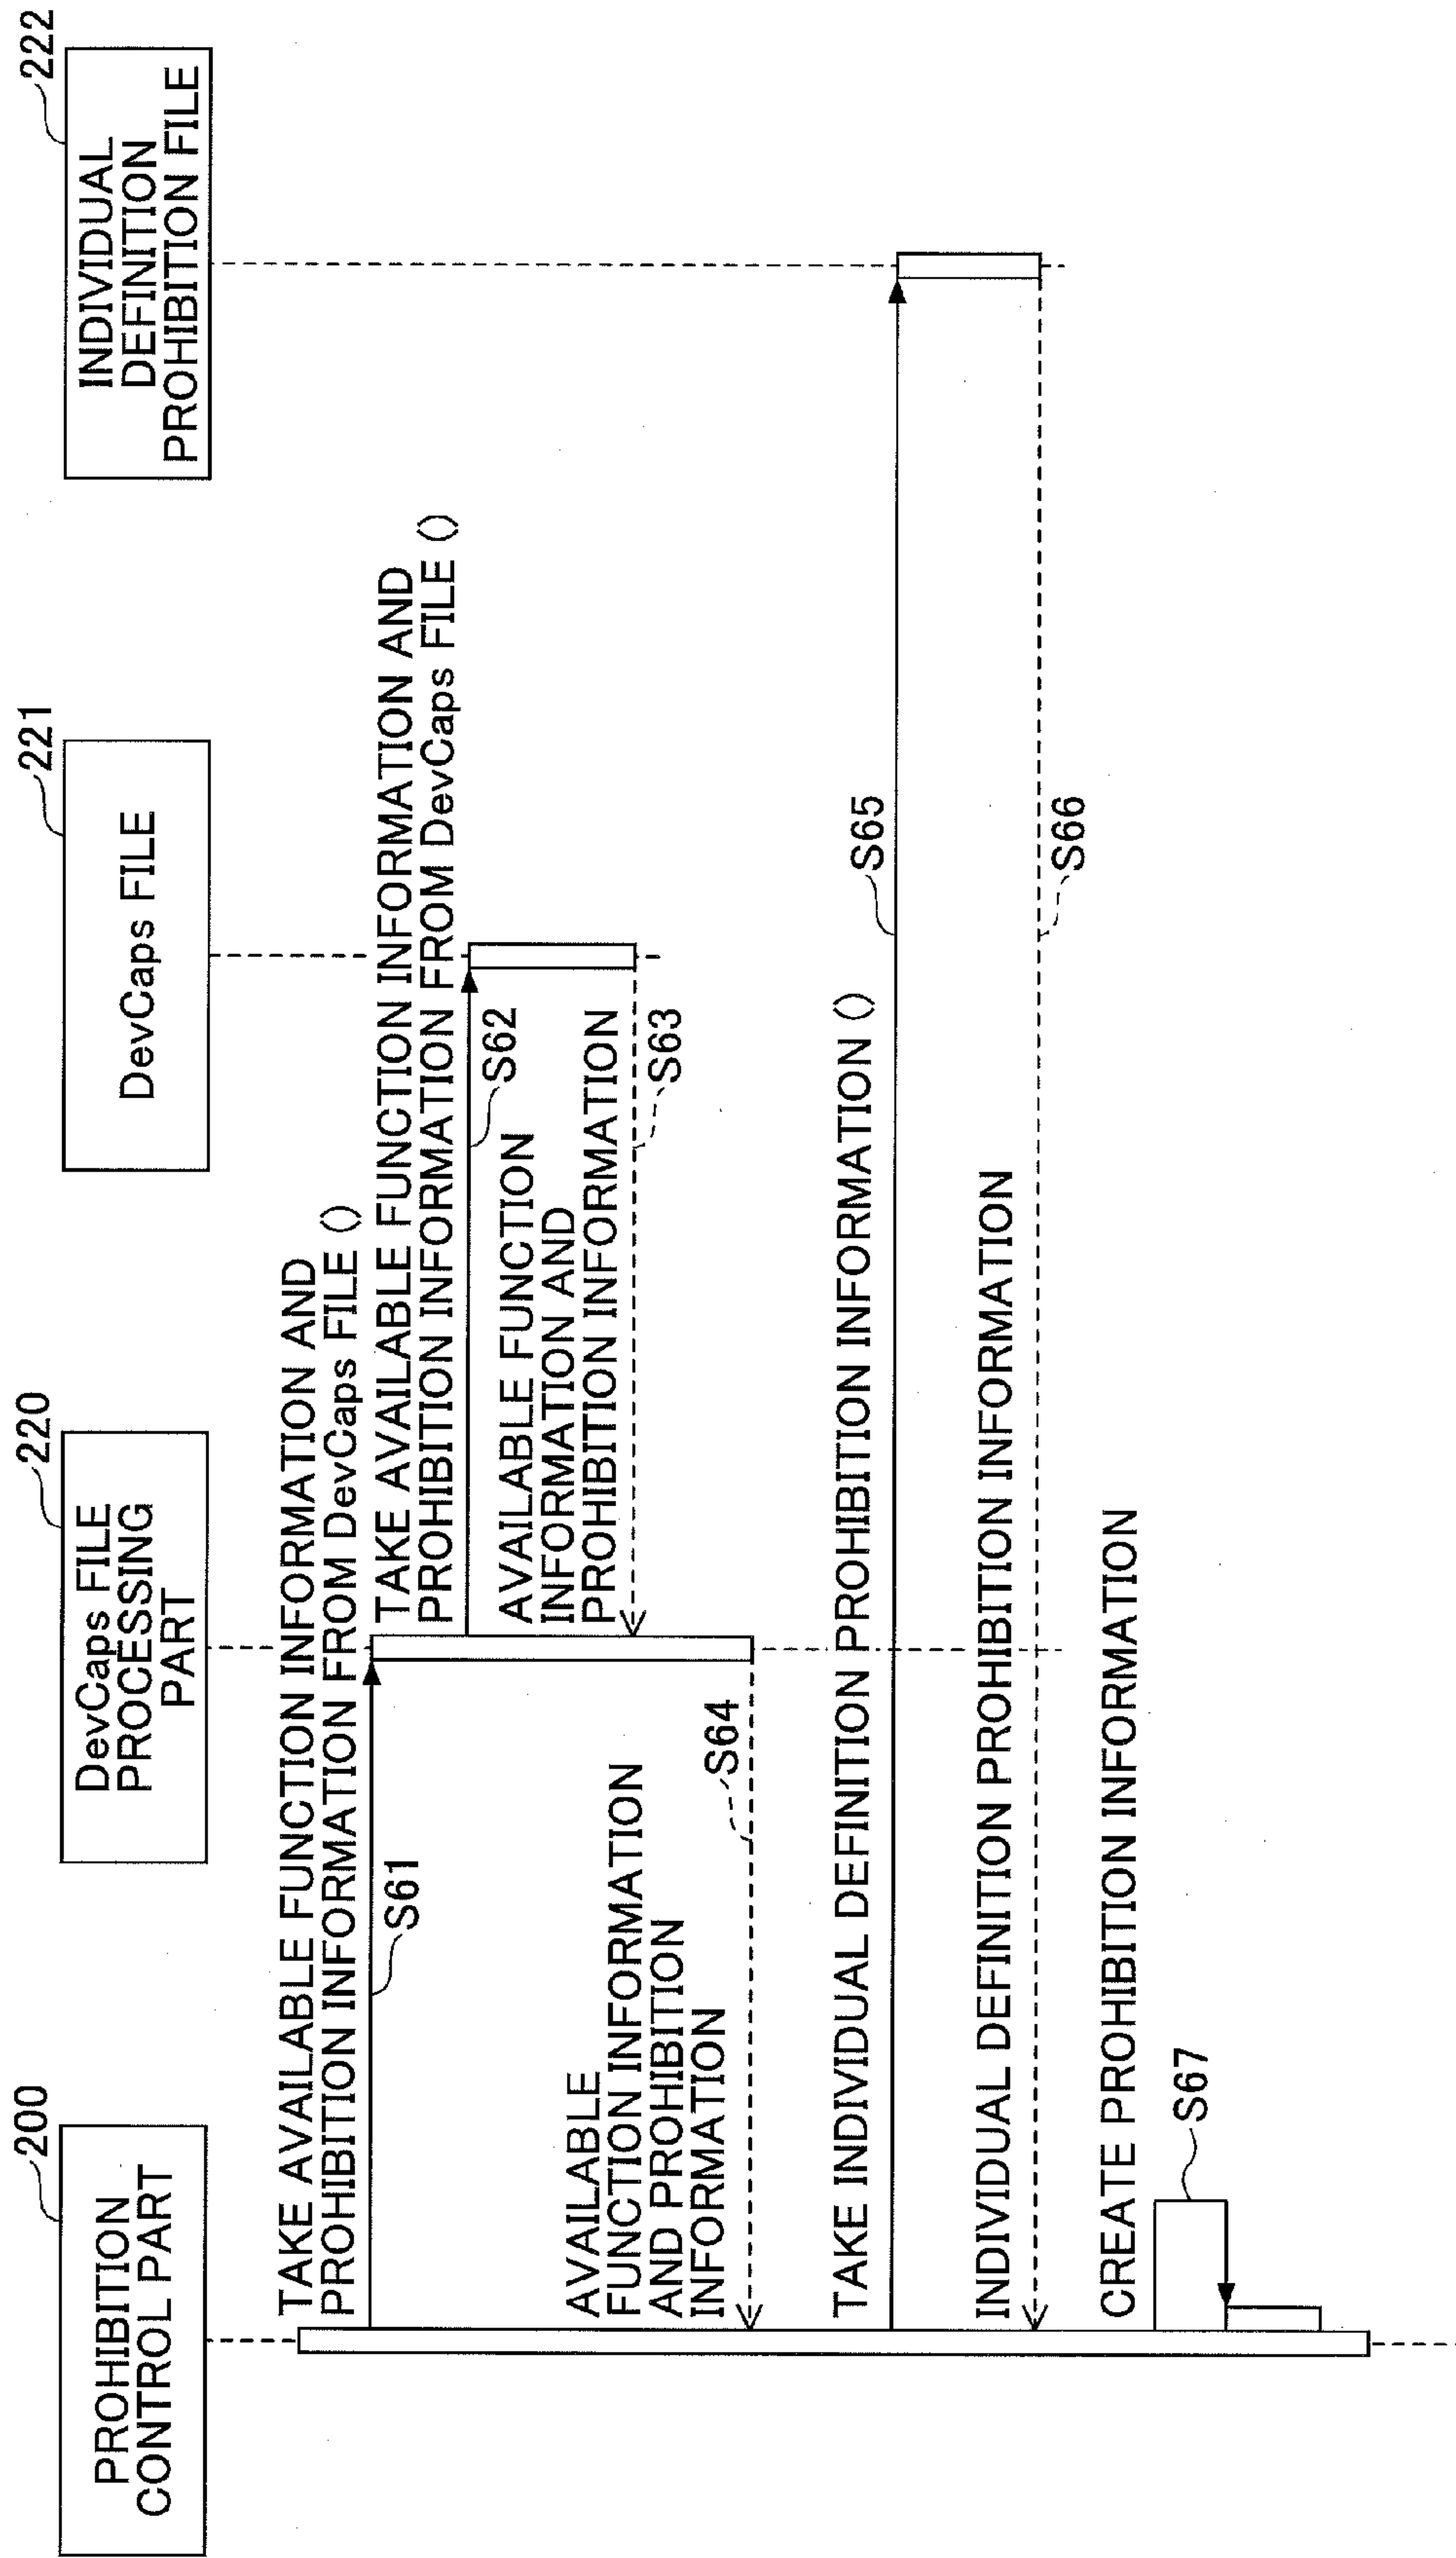 200
PROHIBITION
CONTROL PART
220
DevCaps FILE
PROCESSING
PART
221
DevCaps FILE
222
INDIVIDUAL
DEFINITION
PROHIBITION FILE
TAKE AVAILABLE FUNCTION INFORMATION AND
PROHIBITION INFORMATION FROM DevCaps FILE ()
S61
TAKE AVAILABLE FUNCTION INFORMATION AND
PROHIBITION INFORMATION FROM DevCaps FILE ()
S62
AVAILABLE FUNCTION
INFORMATION AND
PROHIBITION INFORMATION
S63
AVAILABLE
FUNCTION INFORMATION
AND PROHIBITION
INFORMATION
S64
TAKE INDIVIDUAL DEFINITION PROHIBITION INFORMATION ()
S65
INDIVIDUAL DEFINITION PROHIBITION INFORMATION
S66
CREATE PROHIBITION INFORMATION
S67